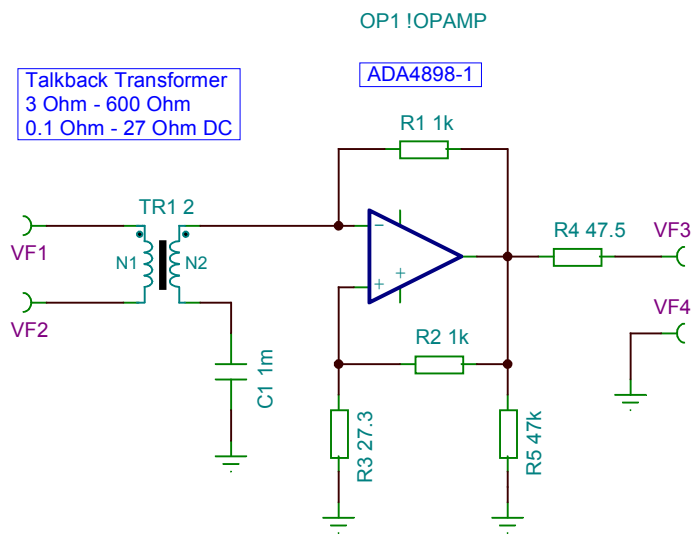 OP1 !OPAMP
ADA4898-1
Talkback Transformer
3 Ohm - 600 Ohm
0.1 Ohm - 27 Ohm DC
R1 1k
TR1 2
VF1
N1
N2
R4 47.5
VF3
VF2
VF4
R2 1k
C1 1m
R3 27.3
R5 47k